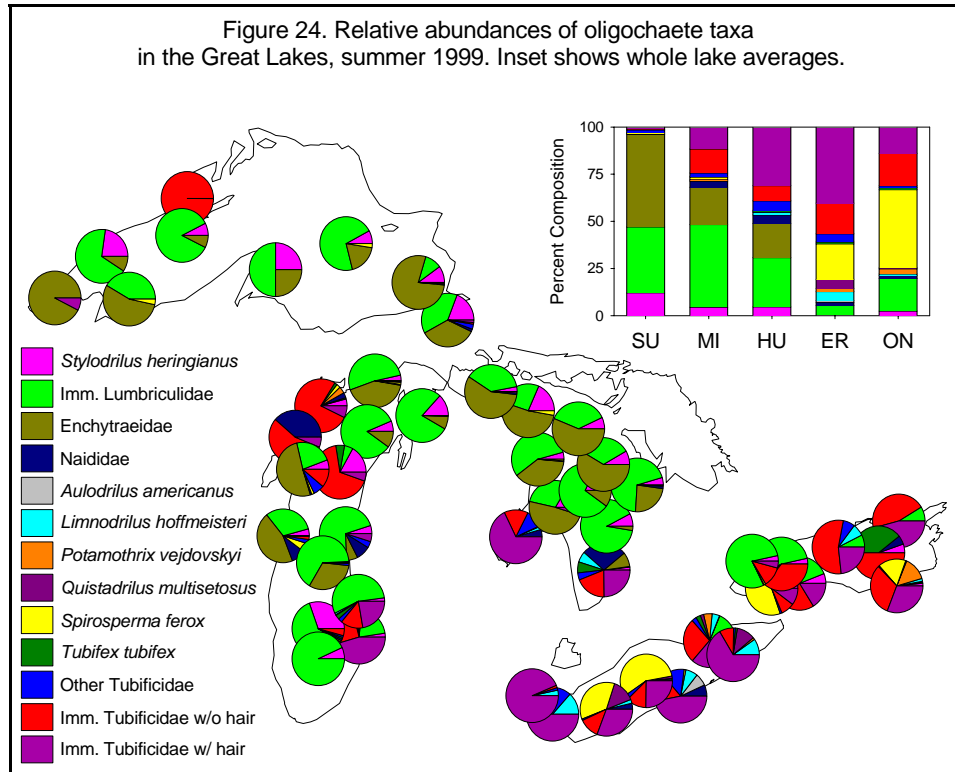 Figure 24. Relative abundances of oligochaete taxa
in the Great Lakes, summer 1999. Inset shows whole lake averages.
100
75
50
25
0
Percent Composition
SU MI HU ER ON
Stylodrilus heringianus
Imm. Lumbriculidae
Enchytraeidae
Naididae
Aulodrilus americanus
Limnodrilus hoffmeisteri
Potamothrix vejdovskyi
Quistadrilus multisetosus
Spirosperma ferox
Tubifex tubifex
Other Tubificidae
Imm. Tubificidae w/o hair
Imm. Tubificidae w/ hair